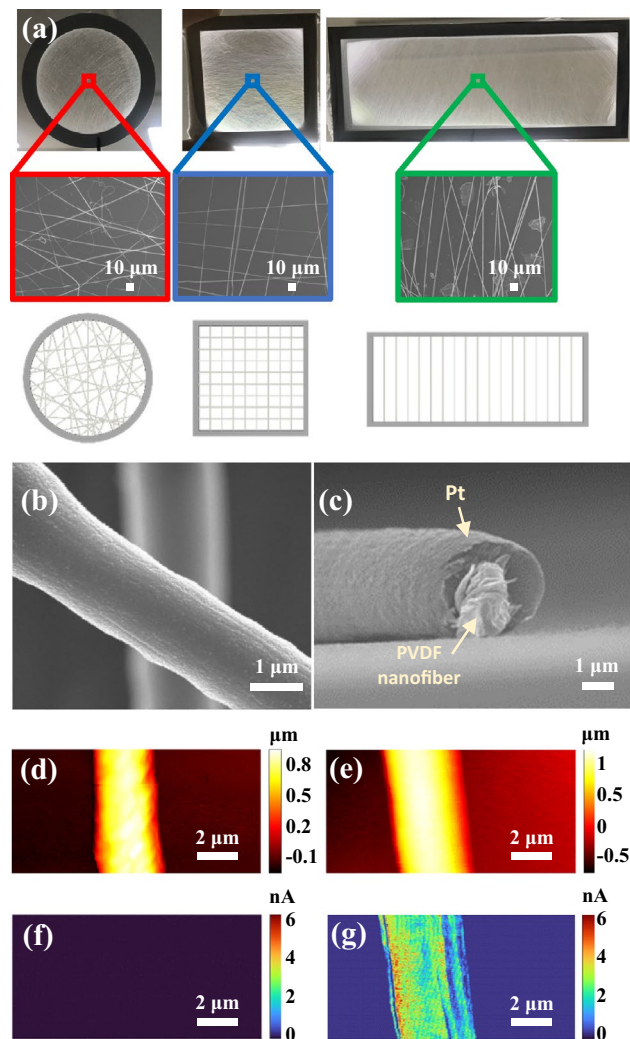 (a)
10 µm
10 µm
10 µm
(b)
1 µm
(c)
Pt
PVDF
nanofiber
1 µm
(d)
2 µm
µm
0.8
0.5
0.2
-0.1
(e)
2 µm
µm
1
0.5
0
-0.5
(f)
2 µm
nA
6
4
2
0
(g)
2 µm
nA
6
4
2
0